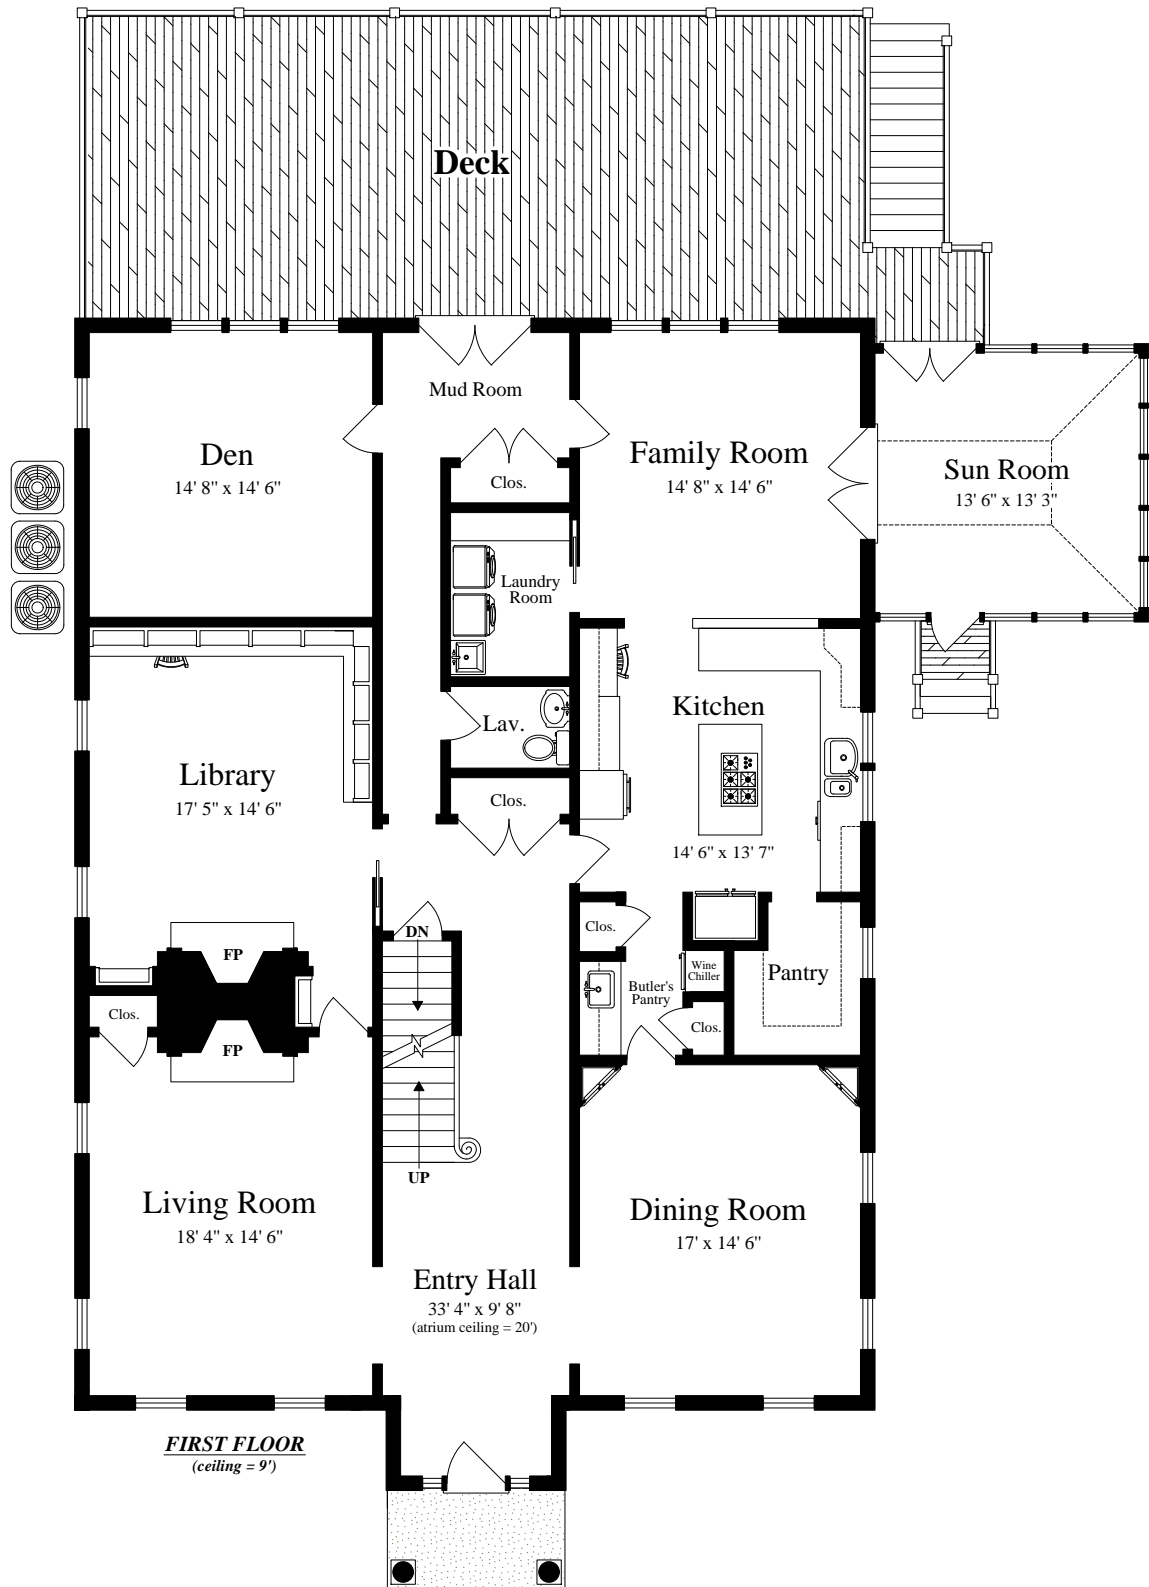 Deck
Mud Room
Den
14' 8" x 14' 6"
Clos.
Family Room
14' 8" x 14' 6"
Sun Room
13' 6" x 13' 3"
Laundry
Room
Lav.
Kitchen
14' 6" x 13' 7"
Library
17' 5" x 14' 6"
Clos.
FP
DN
Clos.
Wine
Chiller
Butler's
Pantry
Pantry
Clos.
Clos.
FP
UP
Living Room
18' 4" x 14' 6"
Dining Room
17' x 14' 6"
Entry Hall
33' 4" x 9' 8"
(atrium ceiling = 20')
FIRST FLOOR
(ceiling = 9')